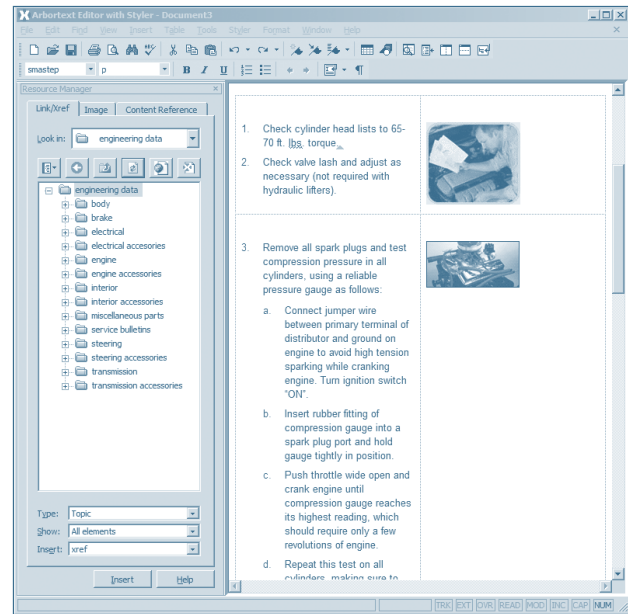 Arbortext Editor with Styler - Document3
File Edit Find View Insert Table Tools Styler Format Window Help
smastep p B I U
Resource Manager
Link/Xref Image Content Reference
Look in: engineering data
engineering data
body
brake
electrical
electrical accesories
engine
engine accessories
interior
interior accessories
miscellaneous parts
service bulletins
steering
steering accessories
transmission
transmission accessories
Type: Topic
Show: All elements
Insert: xref
Insert Help
1. Check cylinder head lists to 65-
70 ft. lbs. torque
2. Check valve lash and adjust as
necessary (not required with
hydraulic lifters).
3. Remove all spark plugs and test
compression pressure in all
cylinders, using a reliable
pressure gauge as follows:
a. Connect jumper wire
between primary terminal of
distributor and ground on
engine to avoid high tension
sparking while cranking
engine. Turn ignition switch
“ON”.
b. Insert rubber fitting of
compression gauge into a
spark plug port and hold
gauge tightly in position.
c. Push throttle wide open and
crank engine until
compression gauge reaches
its highest reading, which
should require only a few
revolutions of engine.
d. Repeat this test on all
cylinders, making sure to
TRK EXT OVR READ MOD INC CAP NUM